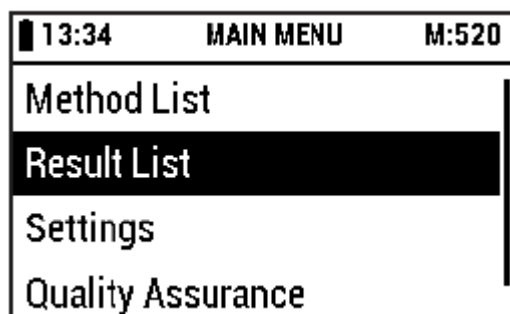 13:34 MAIN MENU M:520
Method List
Result List
Settings
Quality Assurance